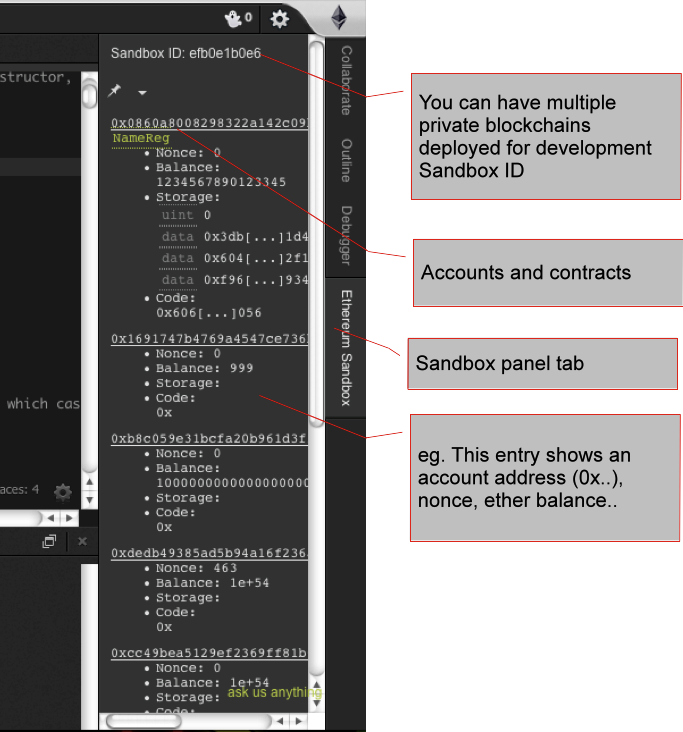 0
Sandbox ID: efb0e1b0e6
structor,
0x0860a8008298322a142c09
NameReg
• Nonce: 0
• Balance:
1234567890123345
• Storage:
uint 0
data 0x3db[...]1d4
data 0x604[...]2f1
data 0xf96[...]934
• Code:
0x606[...]056
0x1691747b4769a4547ce736
• Nonce: 0
• Balance: 999
• Storage:
• Code:
0x
which cas
0xb8c059e31bcfa20b961d3f
• Nonce: 0
• Balance:
• Storage:
• Code:
0x
aces: 4
0xdedb49385ad5b94a16f236
• Nonce: 463
• Balance: 1e+54
• Storage:
• Code:
0x
0xcc49bea5129ef2369ff81b
• Nonce: 0
• Balance: 1e+54
• Storage:
• Code:
ask us anything
Collaborate
Outline
Debugger
Ethereum Sandbox
You can have multiple
private blockchains
deployed for development
Sandbox ID
Accounts and contracts
Sandbox panel tab
eg. This entry shows an
account address (0x..),
nonce, ether balance..